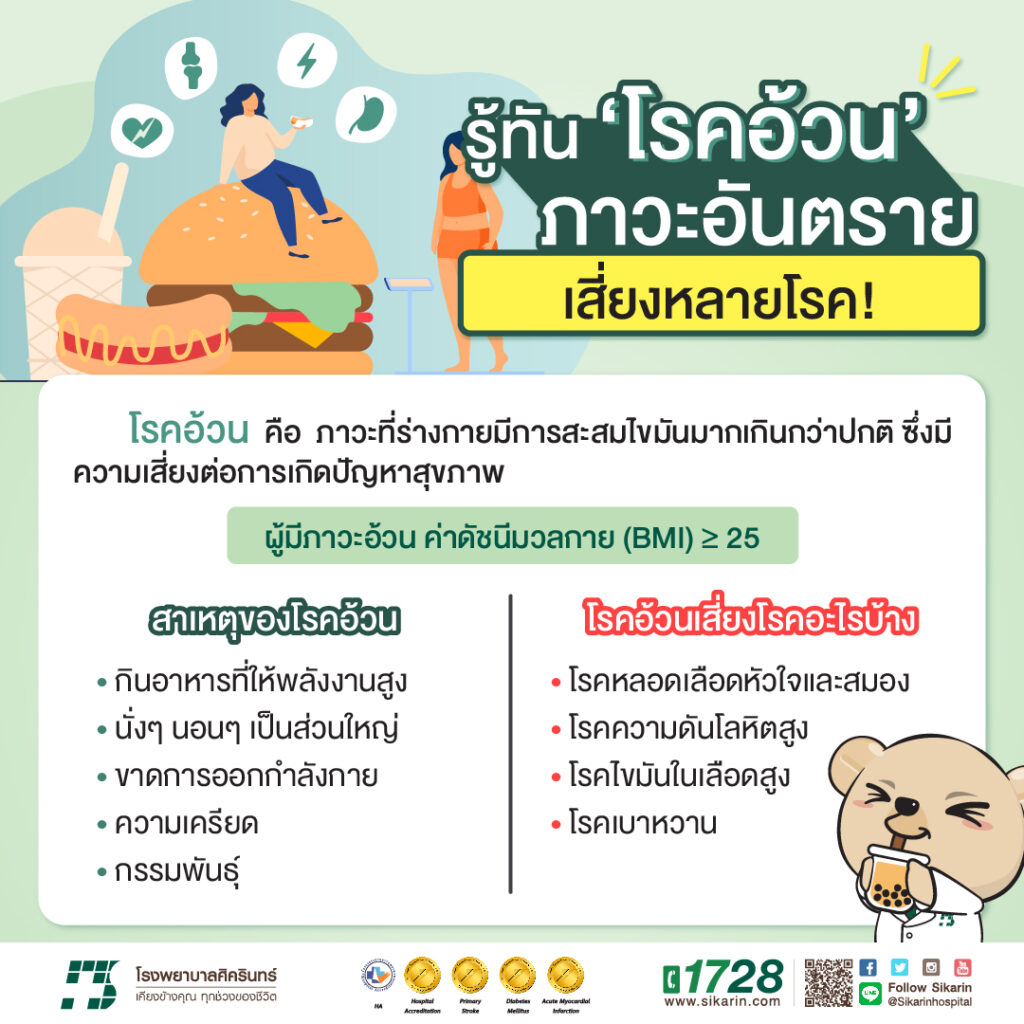 รู้ทัน ‘โรคอ้วน’
ภาวะอันตราย
เสี่ยงหลายโรค!
โรคอ้วน คือ ภาวะที่ร่างกายมีการสะสมไขมันมากเกินกว่าปกติ ซึ่งมี
ความเสี่ยงต่อการเกิดปัญหาสุขภาพ
ผู้มีภาวะอ้วน ค่าดัชนีมวลกาย (BMI) ≥ 25
สาเหตุของโรคอ้วน
• กินอาหารที่ให้พลังงานสูง
• นั่งๆ นอนๆ เป็นส่วนใหญ่
• ขาดการออกกำลังกาย
• ความเครียด
• กรรมพันธุ์
โรคอ้วนเสี่ยงโรคอะไรบ้าง
• โรคหลอดเลือดหัวใจและสมอง
• โรคความดันโลหิตสูง
• โรคไขมันในเลือดสูง
• โรคเบาหวาน
โรงพยาบาลศิครินทร์
เคียงข้างคุณ ทุกช่วงของชีวิต
HA
Hospital
Accreditation
Primary
Stroke
Diabetes
Mellitus
Acute Myocardial
Infarction
1728
www.sikarin.com
Follow Sikarin
LINE
@Sikarinhospital